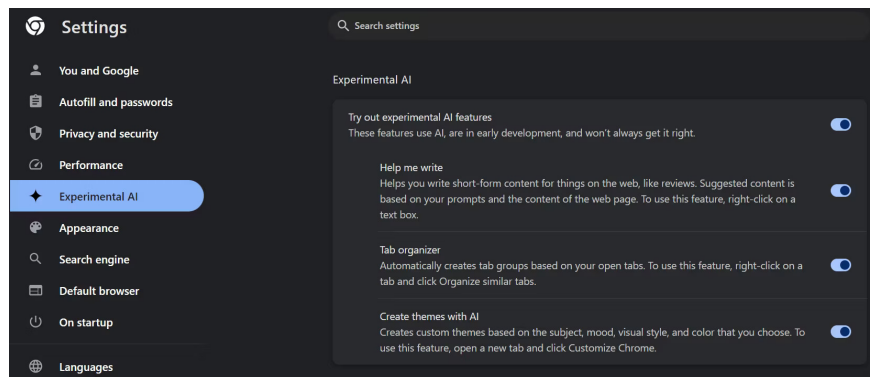 Settings
Search settings
You and Google
Autofill and passwords
Privacy and security
Performance
Experimental AI
Appearance
Search engine
Default browser
On startup
Languages
Experimental AI
Try out experimental AI features
These features use AI, are in early development, and won't always get it right.
Help me write
Helps you write short-form content for things on the web, like reviews. Suggested content is
based on your prompts and the content of the web page. To use this feature, right-click on a
text box.
Tab organizer
Automatically creates tab groups based on your open tabs. To use this feature, right-click on a
tab and click Organize similar tabs.
Create themes with AI
Creates custom themes based on the subject, mood, visual style, and color that you choose. To
use this feature, open a new tab and click Customize Chrome.